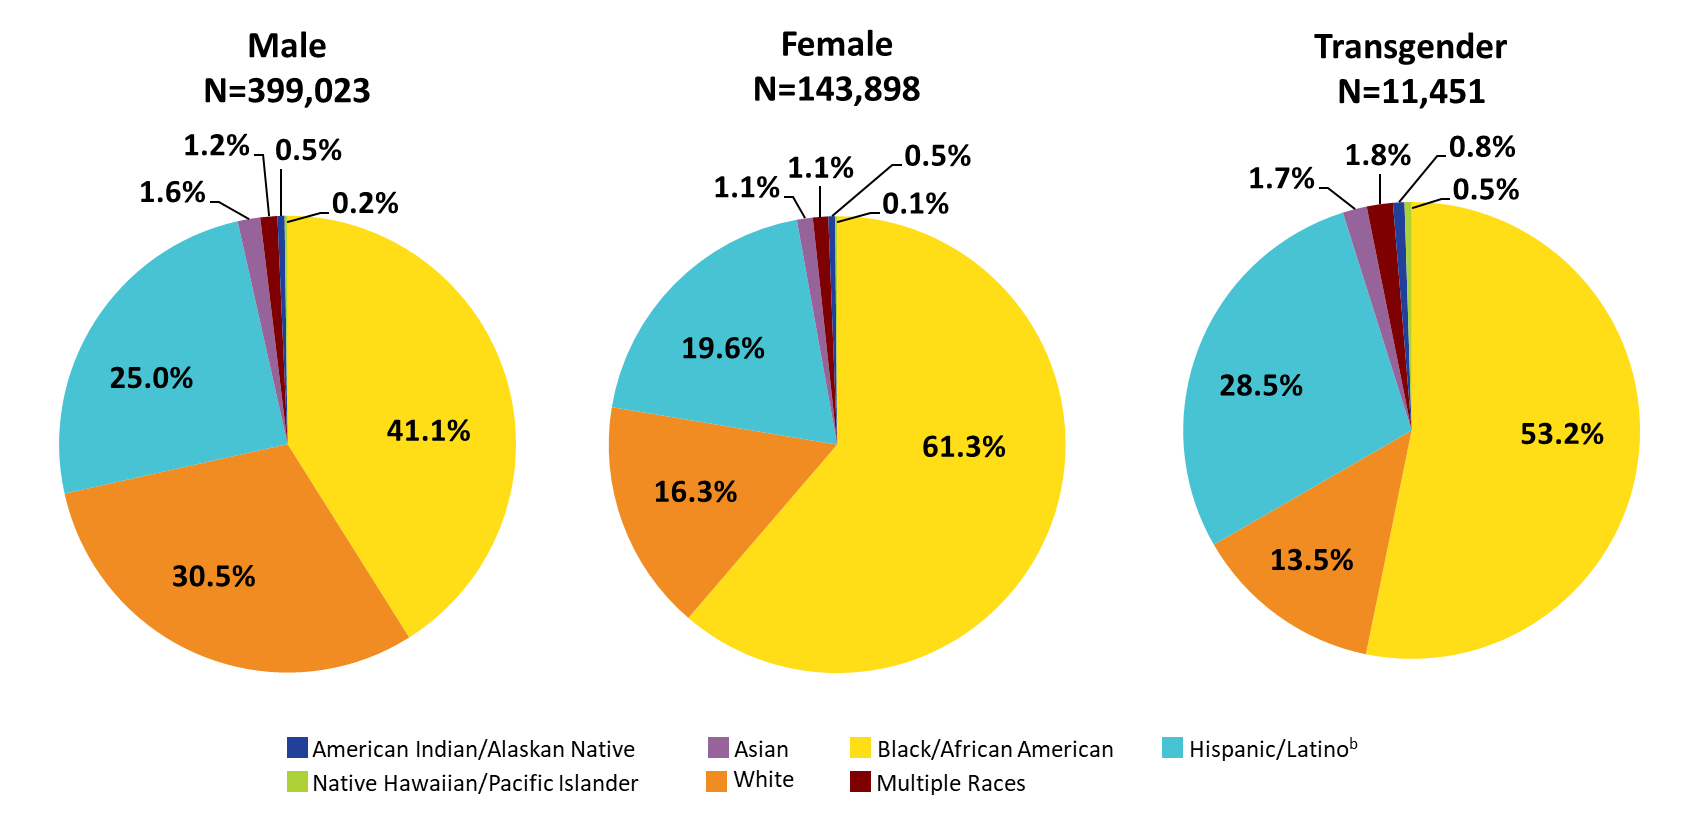 Male
N=399,023
1.2%
0.5%
1.6%
0.2%
25.0%
41.1%
30.5%
Female
N=143,898
1.1%
1.1%
0.5%
0.1%
19.6%
61.3%
16.3%
Transgender
N=11,451
1.7%
1.8%
0.8%
0.5%
28.5%
53.2%
13.5%
American Indian/Alaskan Native
Asian
Black/African American
Hispanic/Latinoᵇ
Native Hawaiian/Pacific Islander
White
Multiple Races